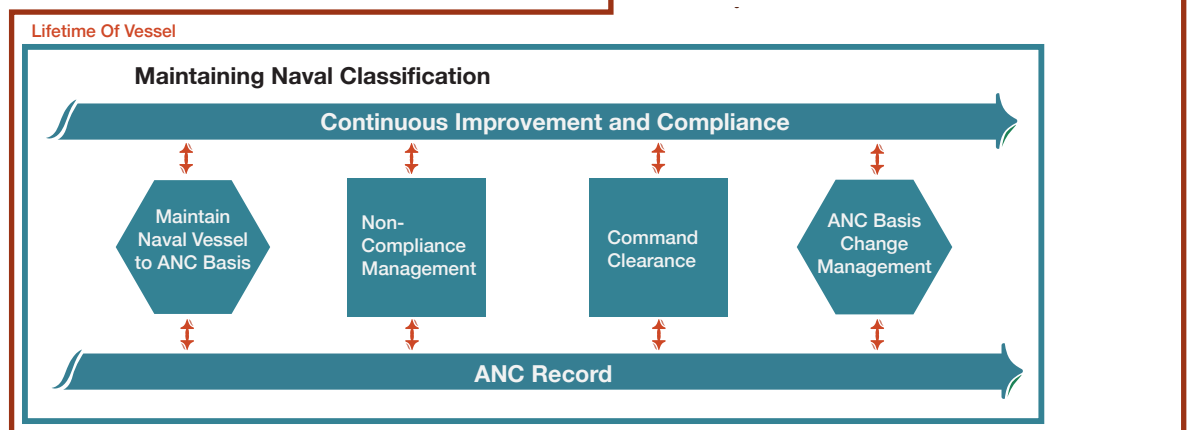 Lifetime Of Vessel
Maintaining Naval Classification
Continuous Improvement and Compliance
Maintain
Naval Vessel
to ANC Basis
Non-
Compliance
Management
Command
Clearance
ANC Basis
Change
Management
ANC Record